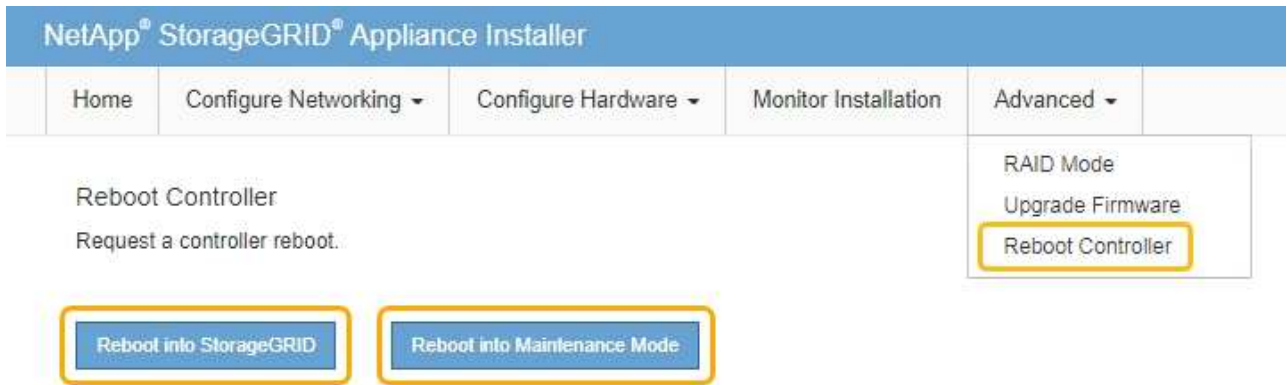 NetApp® StorageGRID® Appliance Installer
Home Configure Networking Configure Hardware Monitor Installation Advanced
RAID Mode
Upgrade Firmware
Reboot Controller
Reboot Controller
Request a controller reboot.
Reboot into StorageGRID Reboot into Maintenance Mode